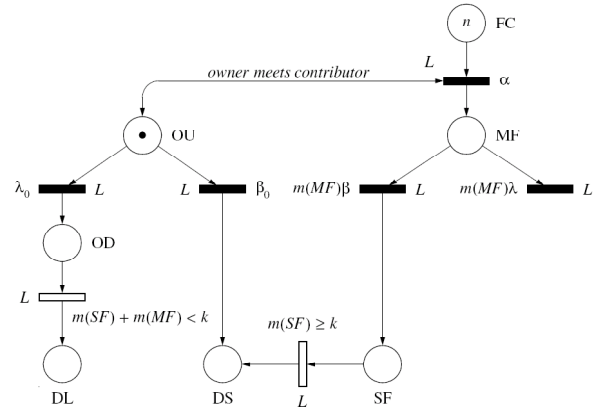 n FC
L
owner meets contributor
α
OU
MF
λ0 L
L β0
m(MF)β L
m(MF)λ L
OD
L
m(SF) + m(MF) < k
m(SF) ≥ k
L
DL
DS
SF